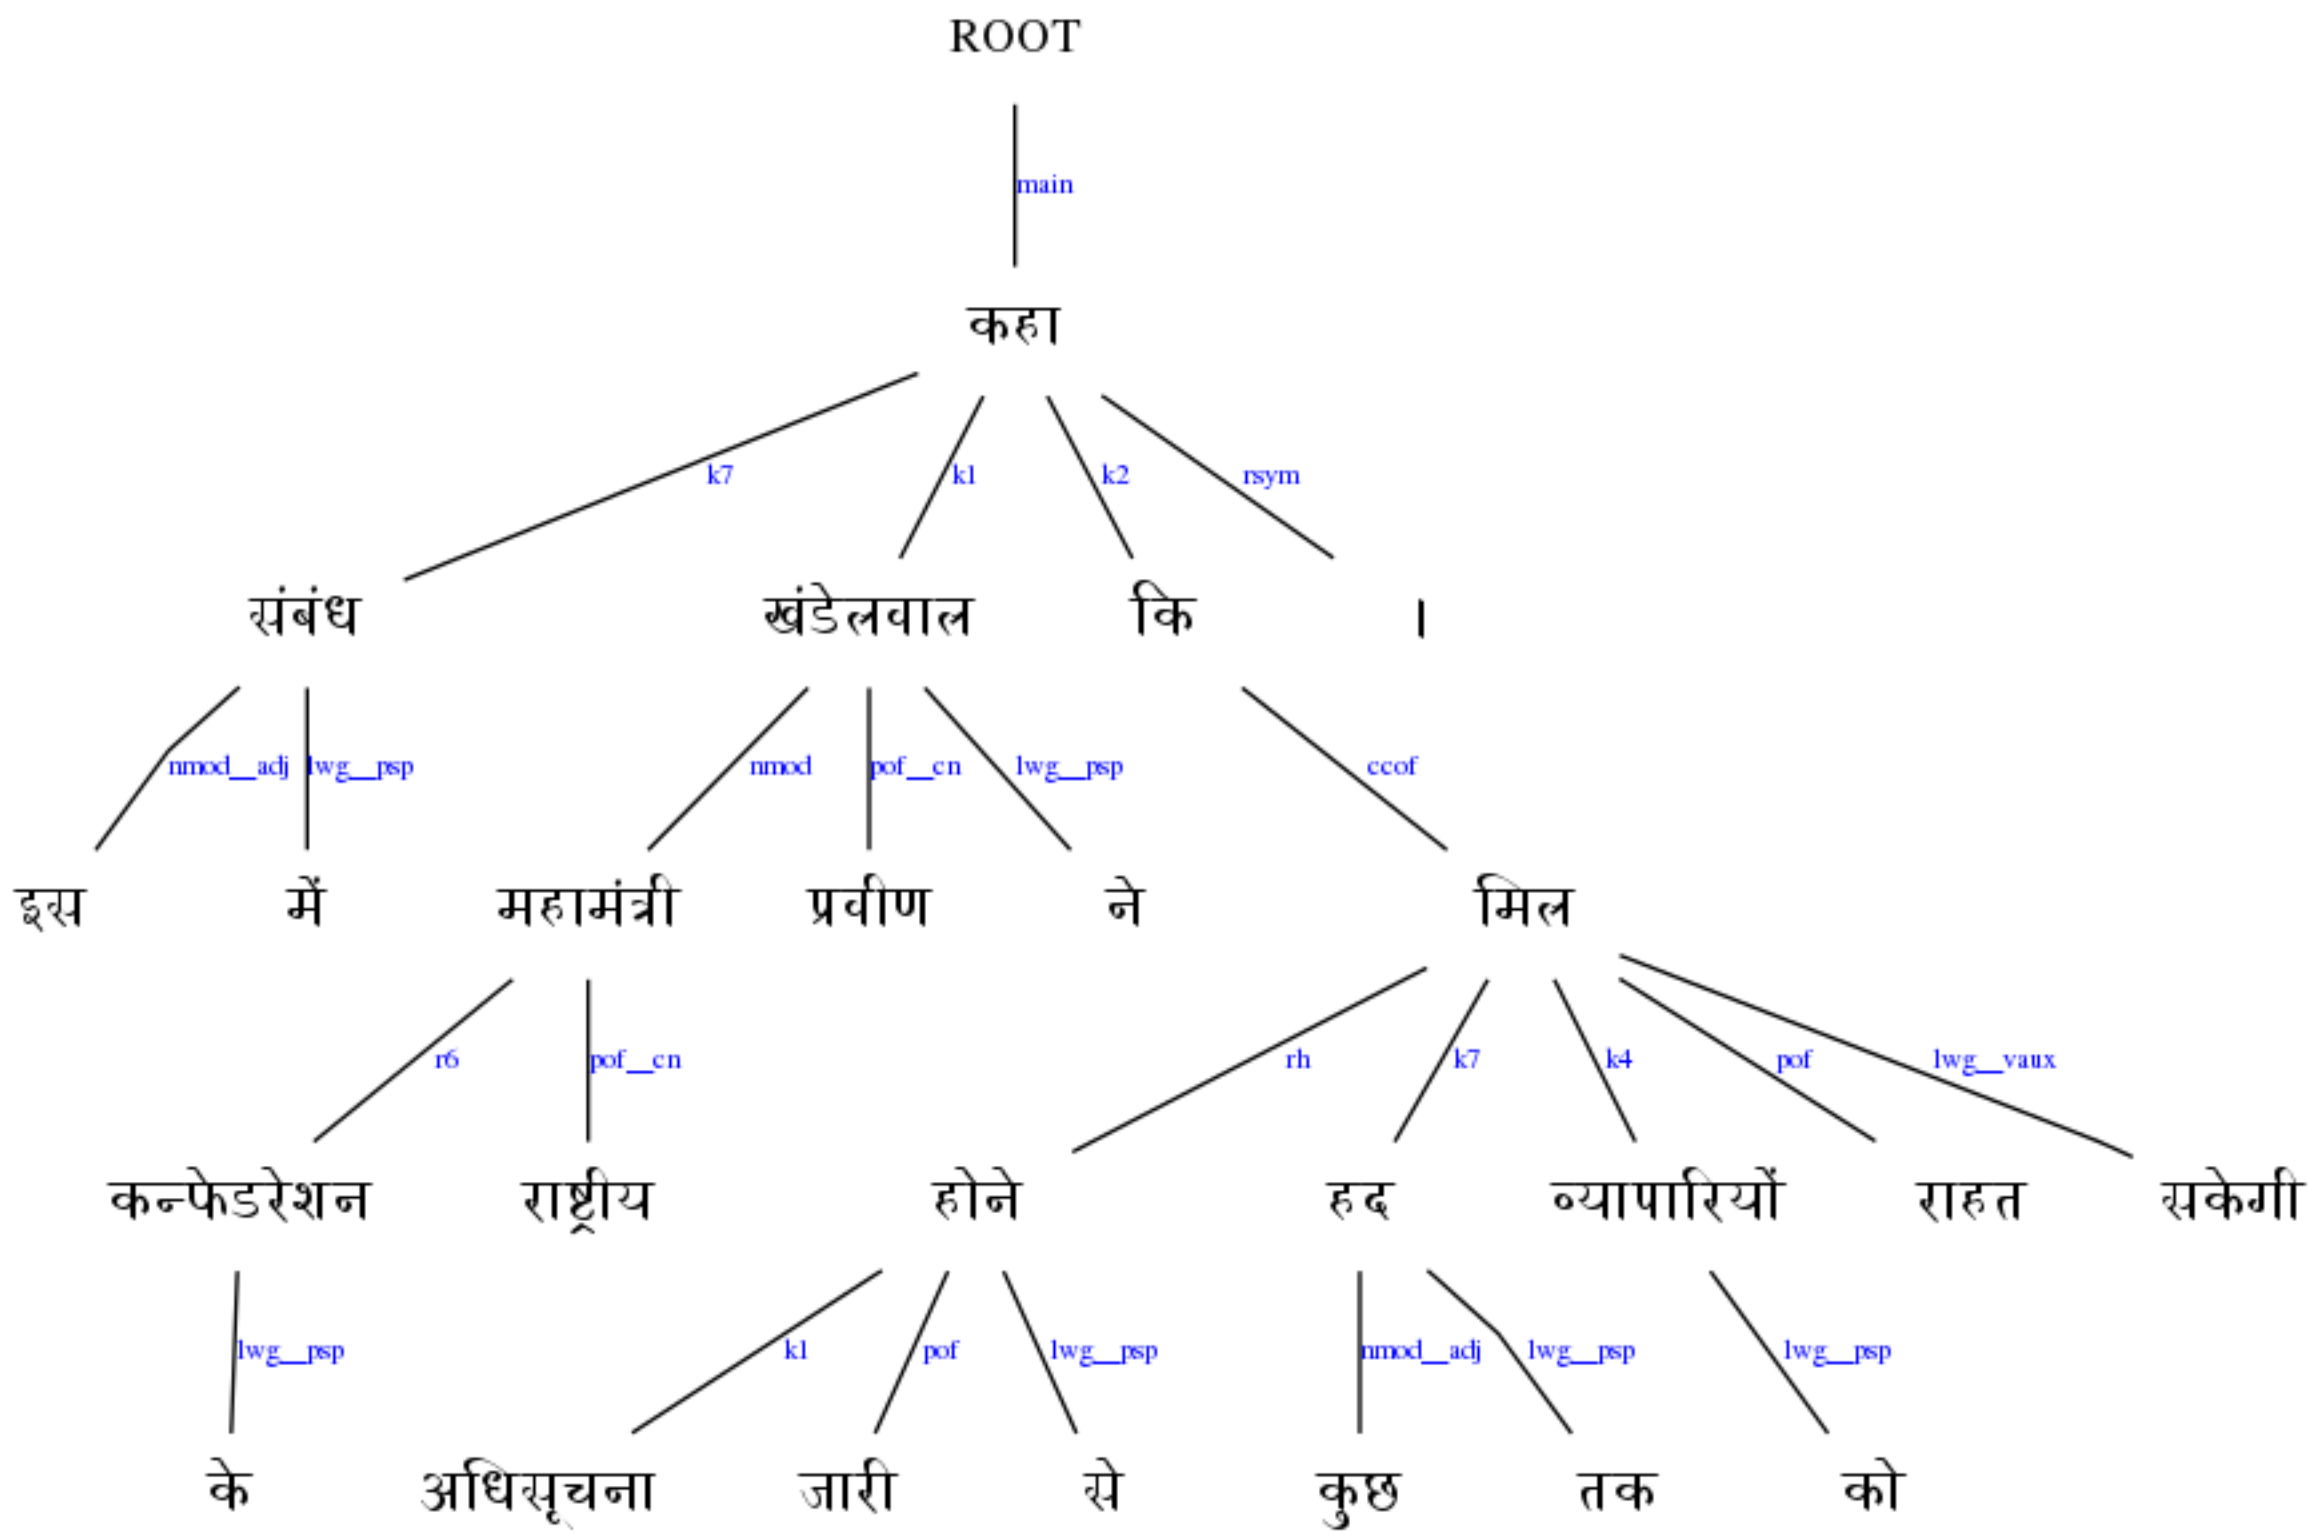 ROOT
main
कहा
k7 k1 k2 rsym
संबंध खंडेलवाल कि ।
nmod__adj lwg__psp nmod pof__cn lwg__psp ccof
इस में महामंत्री प्रवीण ने मिल
r6 pof__cn rh k7 k4 pof lwg__vaux
कन्फेडरेशन राष्ट्रीय होने हद व्यापारियों राहत सकेगी
lwg__psp k1 pof lwg__psp nmod__adj lwg__psp lwg__psp
के अधिसूचना जारी से कुछ तक को